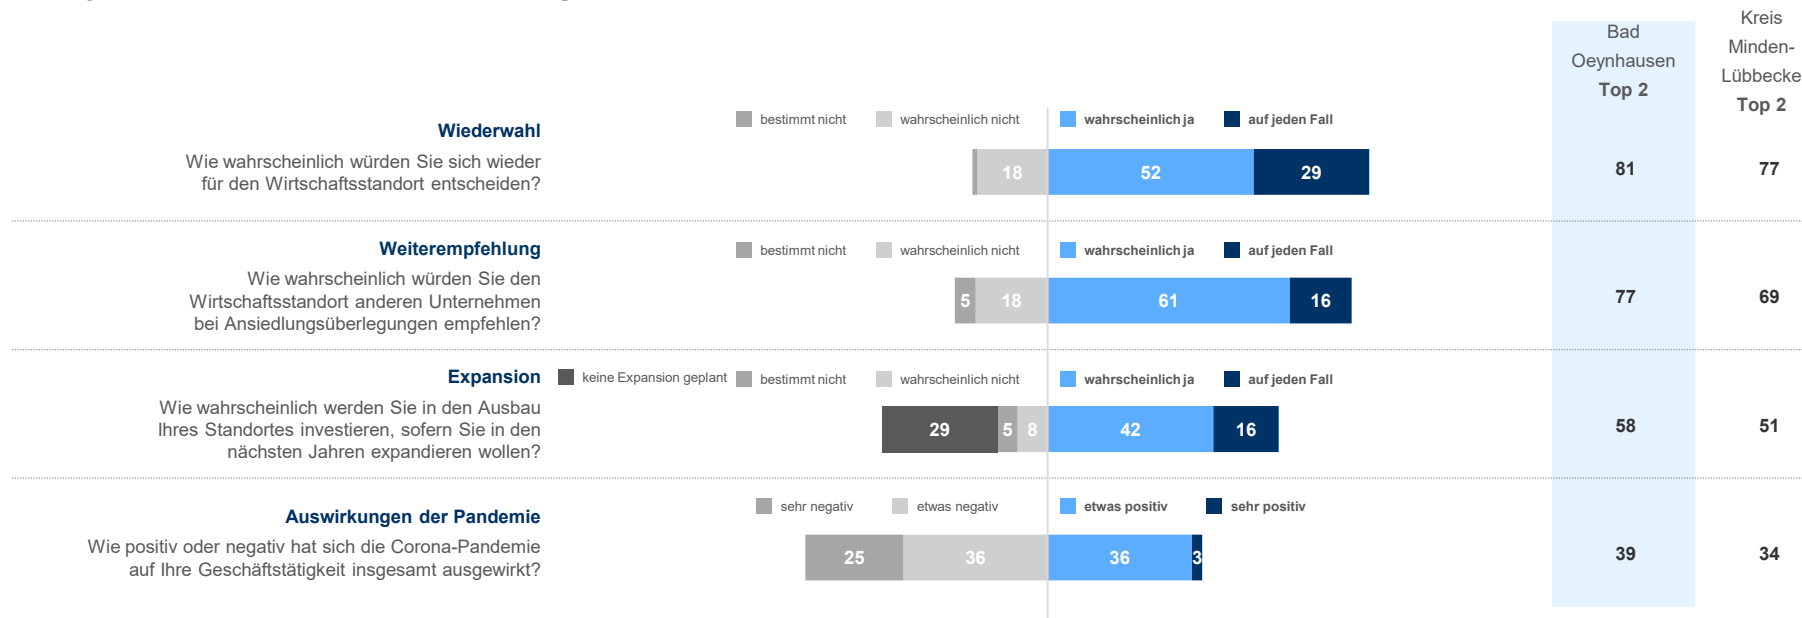 Bad
Oeynhausen
Top 2
Kreis
Minden-
Lübbecke
Top 2
Wiederwahl
Wie wahrscheinlich würden Sie sich wieder
für den Wirtschaftsstandort entscheiden?
bestimmt nicht wahrscheinlich nicht wahrscheinlich ja auf jeden Fall
18 52 29 81 77
Weiterempfehlung
Wie wahrscheinlich würden Sie den
Wirtschaftsstandort anderen Unternehmen
bei Ansiedlungsüberlegungen empfehlen?
bestimmt nicht wahrscheinlich nicht wahrscheinlich ja auf jeden Fall
5 18 61 16 77 69
Expansion
Wie wahrscheinlich werden Sie in den Ausbau
Ihres Standortes investieren, sofern Sie in den
nächsten Jahren expandieren wollen?
keine Expansion geplant bestimmt nicht wahrscheinlich nicht wahrscheinlich ja auf jeden Fall
29 5 8 42 16 58 51
Auswirkungen der Pandemie
Wie positiv oder negativ hat sich die Corona-Pandemie
auf Ihre Geschäftstätigkeit insgesamt ausgewirkt?
sehr negativ etwas negativ etwas positiv sehr positiv
25 36 36 3 39 34